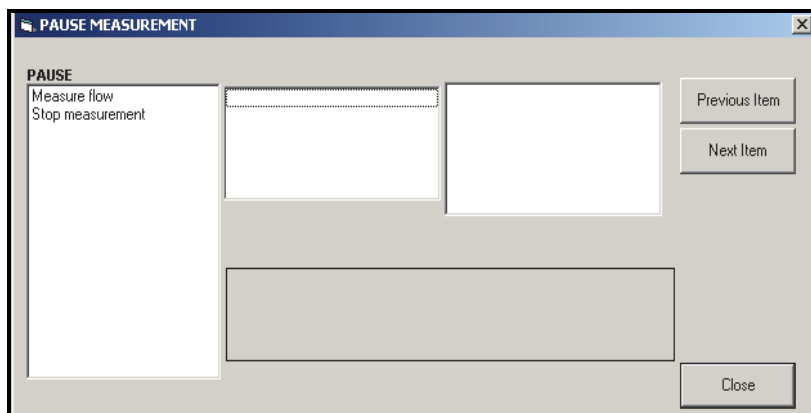 PAUSE MEASUREMENT
PAUSE
Measure flow
Stop measurement
Previous Item
Next Item
Close